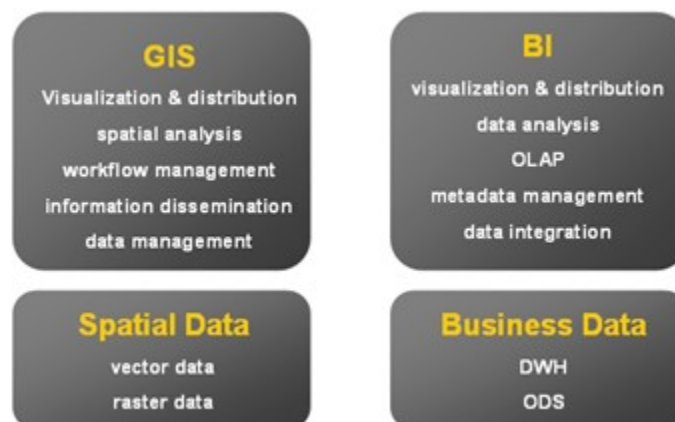 GIS
Visualization & distribution
spatial analysis
workflow management
information dissemination
data management
BI
visualization & distribution
data analysis
OLAP
metadata management
data integration
Spatial Data
vector data
raster data
Business Data
DWH
ODS